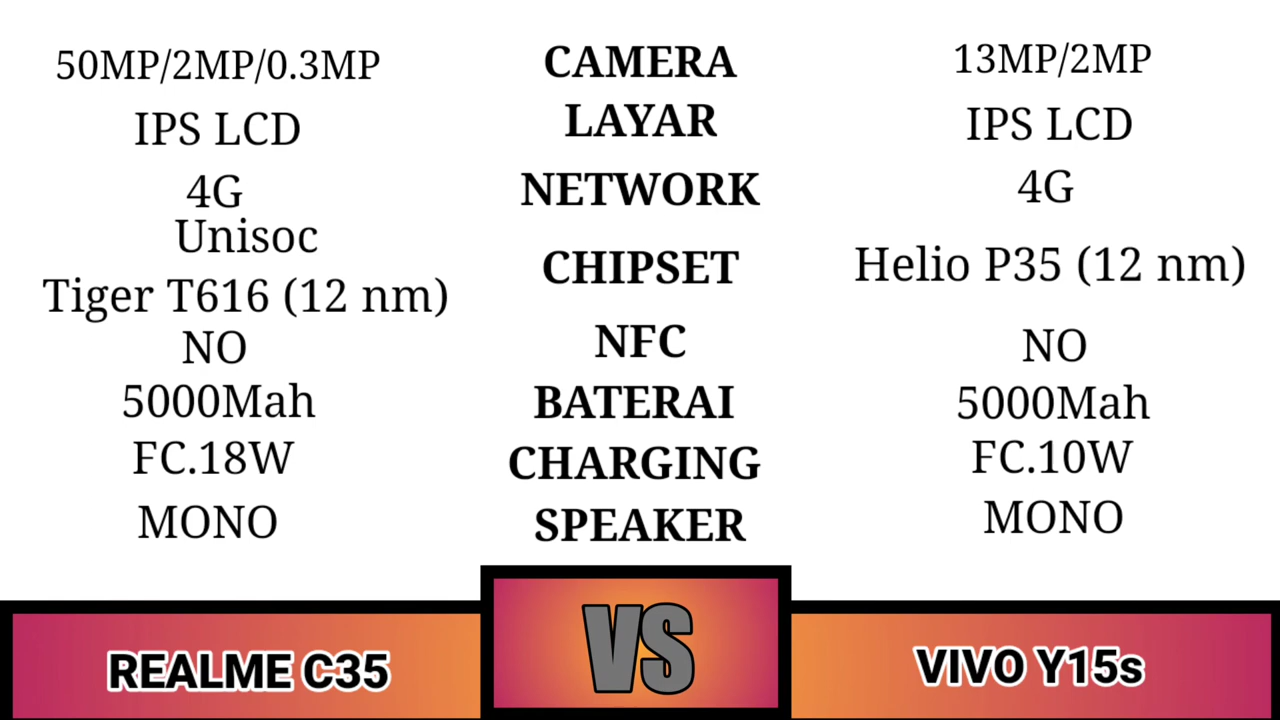 50MP/2MP/0.3MP CAMERA 13MP/2MP
IPS LCD LAYAR IPS LCD
4G NETWORK 4G
Unisoc
Tiger T616 (12 nm) CHIPSET Helio P35 (12 nm)
NO NFC NO
5000Mah BATERAI 5000Mah
FC.18W CHARGING FC.10W
MONO SPEAKER MONO
REALME C35 VS VIVO Y15s